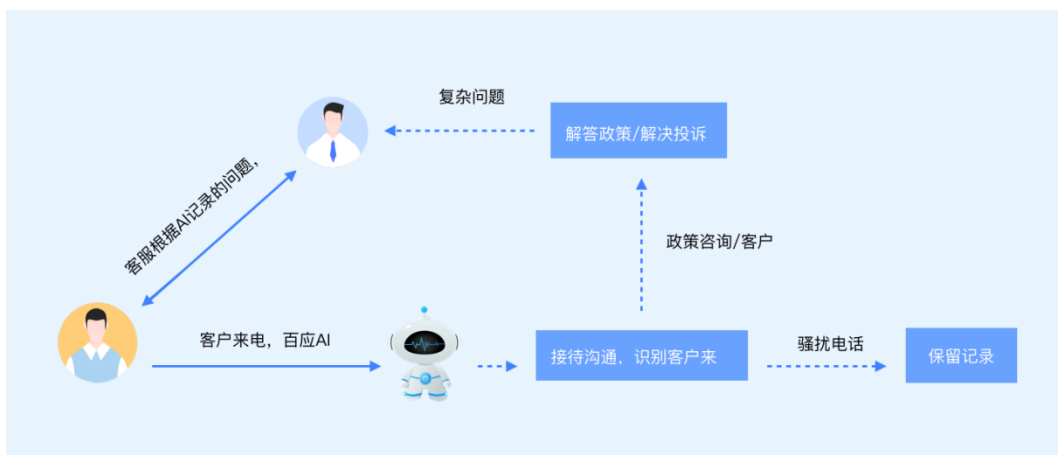 复杂问题
解答政策/解决投诉
客服根据AI记录的问题，
政策咨询/客户
客户来电，百应AI
接待沟通，识别客户来
骚扰电话
保留记录